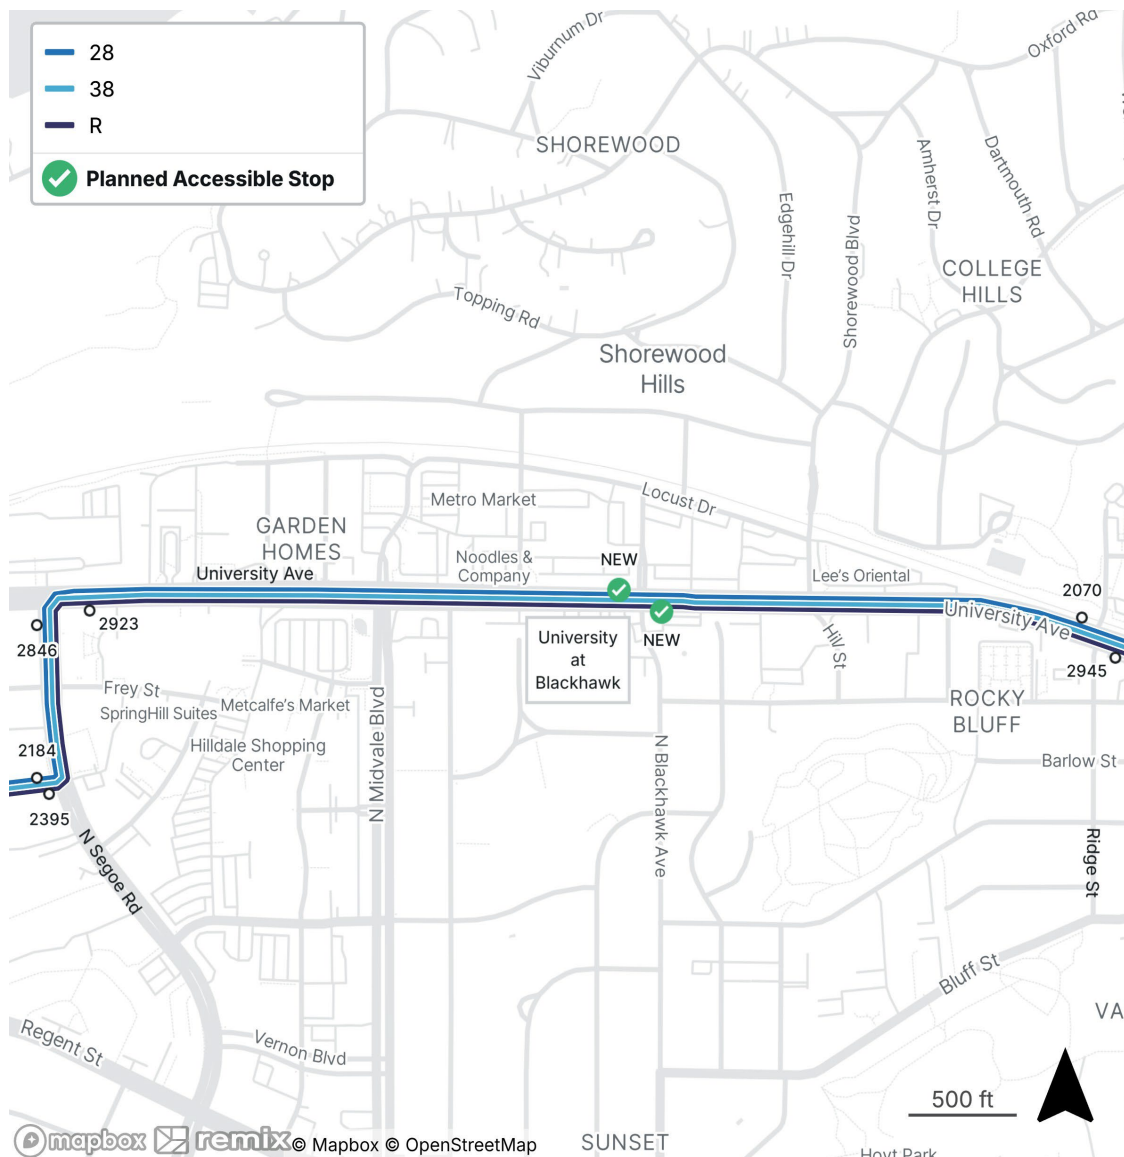 28
38
R
Planned Accessible Stop
Viburnum Dr
Oxford Rd
SHOREWOOD
Amherst Dr
Dartmouth Rd
Edgehill Dr
Shorewood Blvd
COLLEGE
HILLS
Topping Rd
Shorewood
Hills
Metro Market
Locust Dr
GARDEN
HOMES
Noodles &
Company
NEW
University Ave
Lee's Oriental
2070
2923
University Ave
2846
NEW
University
at
Blackhawk
Hill St
2945
Frey St
SpringHill Suites
Metcalfe's Market
ROCKY
BLUFF
N Midvale Blvd
2184
Hilldale Shopping
Center
N Blackhawk Ave
Barlow St
2395
N Segoe Rd
Ridge St
Bluff St
VA
Regent St
Vernon Blvd
500 ft
mapbox
remix
© Mapbox © OpenStreetMap
SUNSET
Hoyt Park